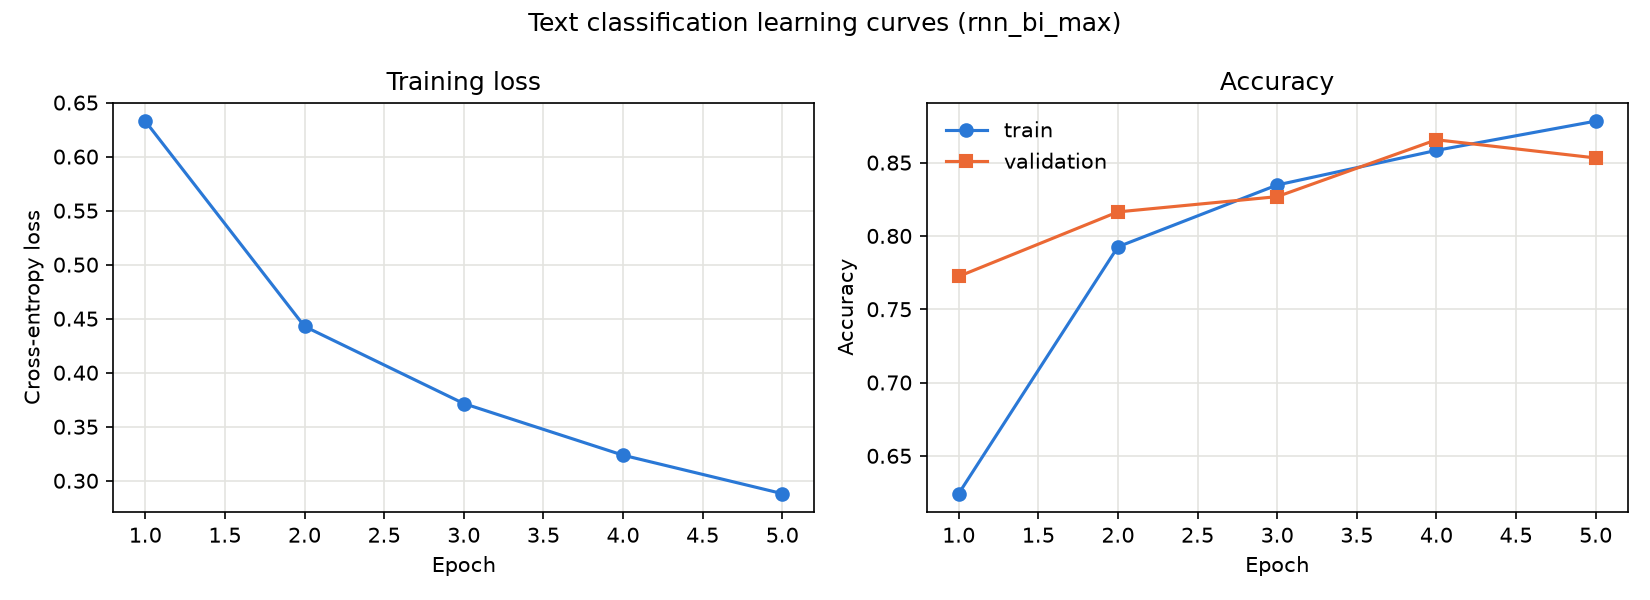 Text classification learning curves (rnn_bi_max)
Training loss
Cross-entropy loss
0.65
0.60
0.55
0.50
0.45
0.40
0.35
0.30
1.0 1.5 2.0 2.5 3.0 3.5 4.0 4.5 5.0
Epoch
Accuracy
train
validation
Accuracy
0.85
0.80
0.75
0.70
0.65
1.0 1.5 2.0 2.5 3.0 3.5 4.0 4.5 5.0
Epoch